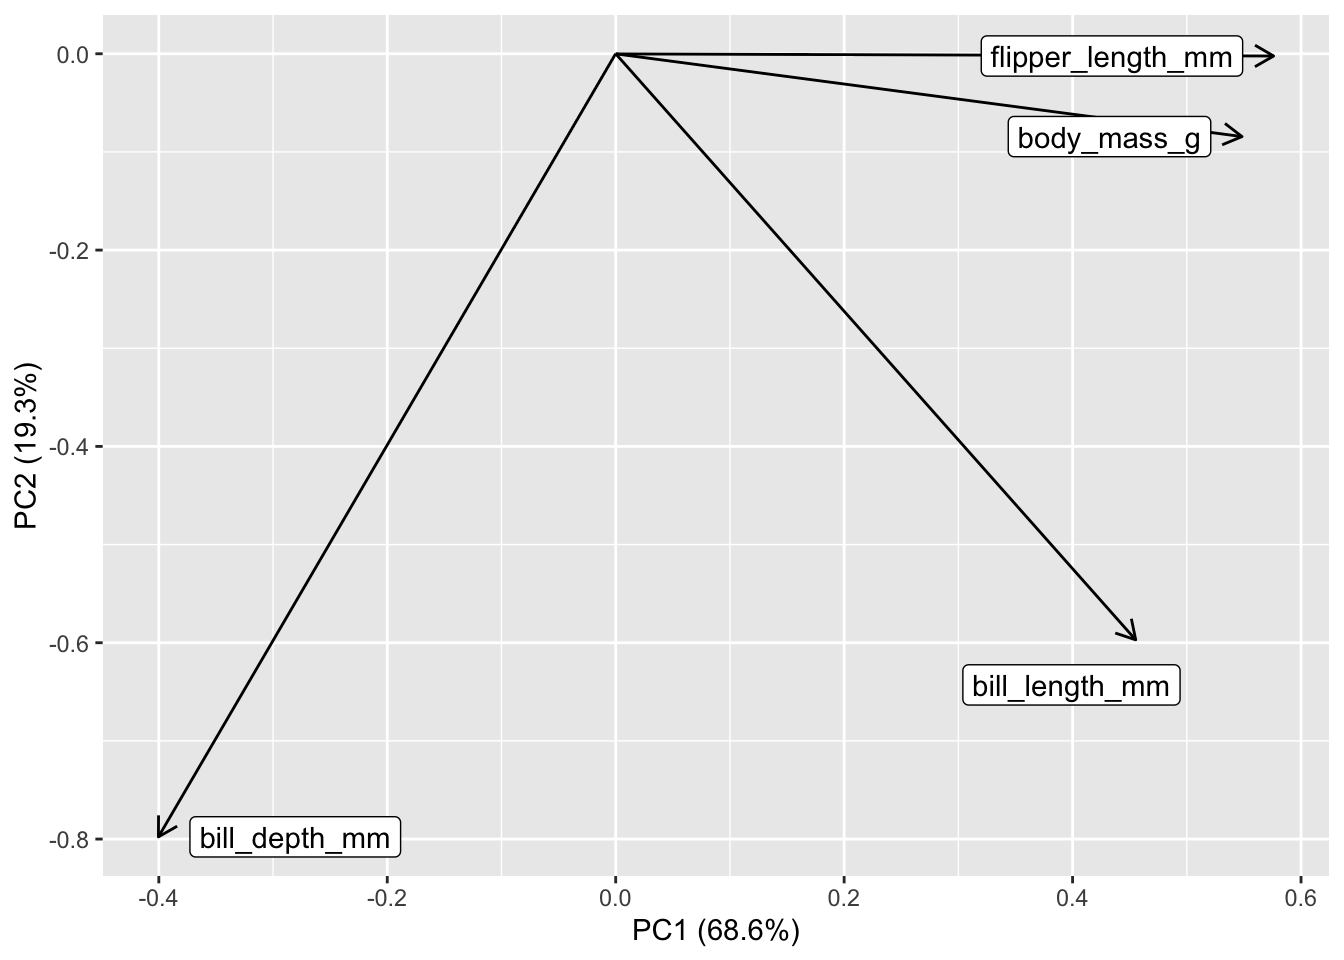 0.0
-0.2
-0.4
-0.6
-0.8
PC2 (19.3%)
flipper_length_mm
body_mass_g
bill_length_mm
bill_depth_mm
-0.4
-0.2
0.0
0.2
0.4
0.6
PC1 (68.6%)